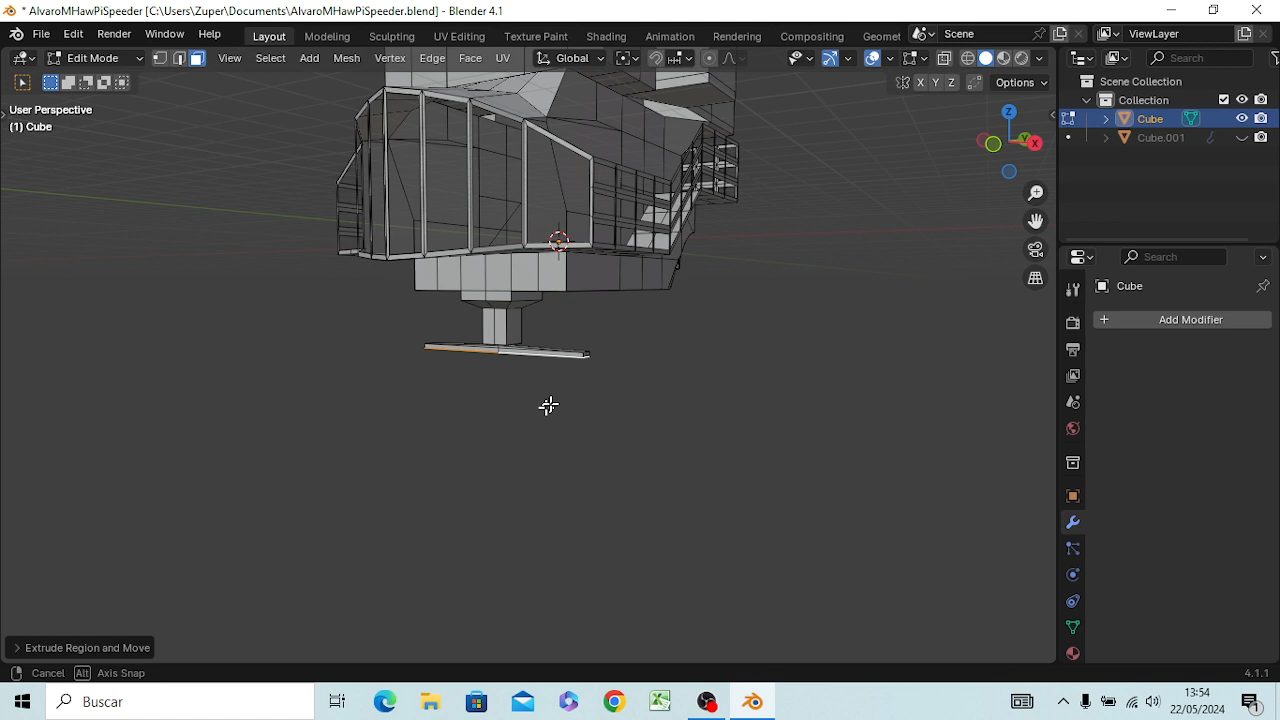 * AlvaroMHawPiSpeeder [C:\Users\Zuper\Documents\AlvaroMHawPiSpeeder.blend] - Blender 4.1
File Edit Render Window Help Layout Modeling Sculpting UV Editing Texture Paint Shading Animation Rendering Compositing Geomet Scene ViewLayer
Edit Mode View Select Add Mesh Vertex Edge Face UV Global Search
X Y Z Options
User Perspective
(1) Cube
Scene Collection
Collection
Cube
Cube.001
Z
Y
X
Search
Cube
+ Add Modifier
> Extrude Region and Move
Cancel Alt Axis Snap 4.1.1
Buscar
13:54
22/05/2024
1